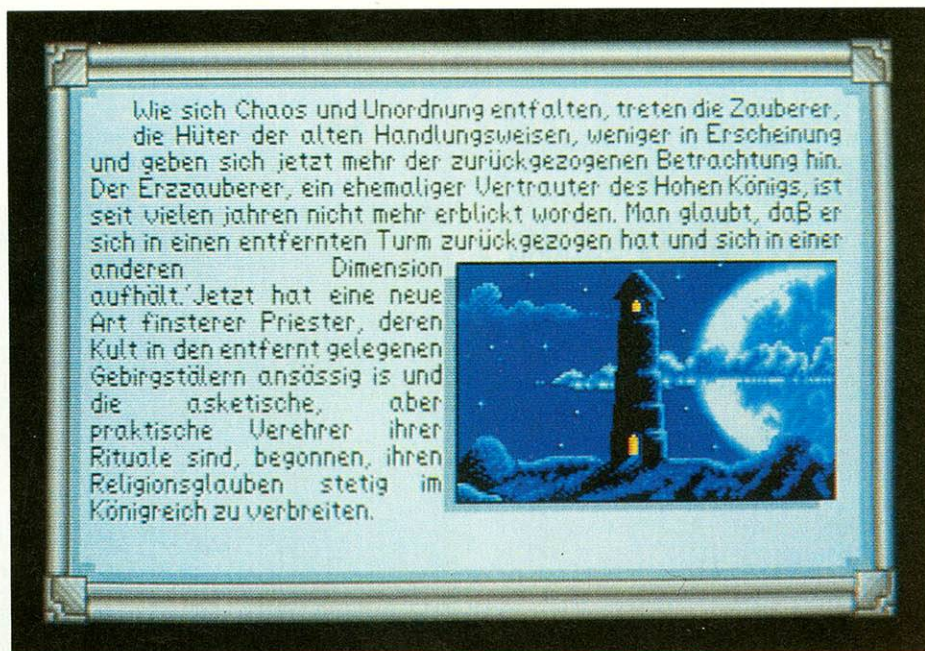 Wie sich Chaos und Unordnung entfalten, treten die Zauberer,
die Hüter der alten Handlungsweisen, weniger in Erscheinung
und geben sich jetzt mehr der zurückgezogenen Betrachtung hin.
Der Erzzauberer, ein ehemaliger Vertrauter des Hohen Königs, ist
seit vielen jahren nicht mehr erblickt worden. Man glaubt, daß er
sich in einen entfernten Turm zurückgezogen hat und sich in einer
anderen Dimension
aufhält. Jetzt hat eine neue
Art finsterer Priester, deren
Kult in den entfernt gelegenen
Gebirgstälern ansässig is und
die asketische, aber
praktische Verehrer ihrer
Rituale sind, begonnen, ihren
Religionsglauben stetig im
Königreich zu verbreiten.